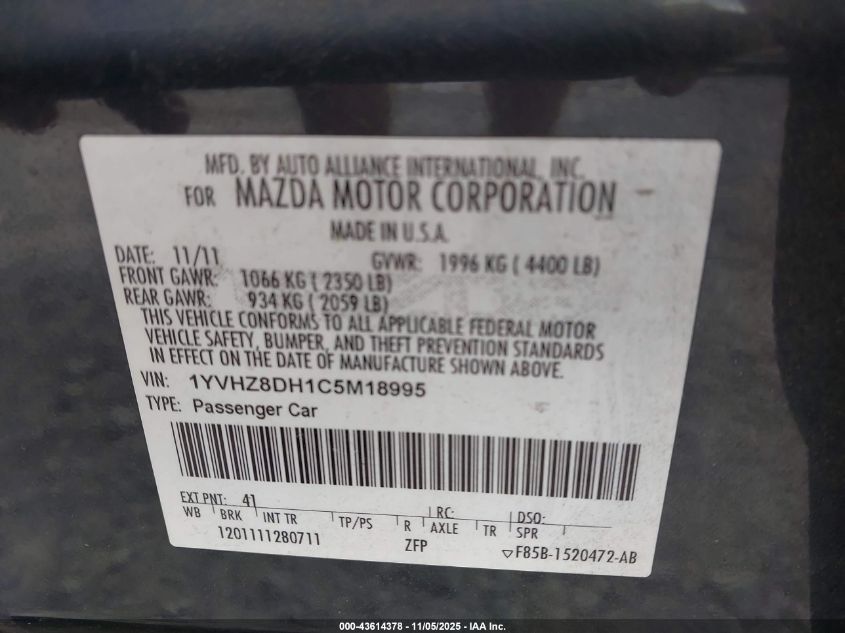 MFD. BY AUTO ALLIANCE INTERNATIONAL, INC.
FOR MAZDA MOTOR CORPORATION
MADE IN U.S.A.
DATE: 11/11 GVWR: 1996 KG ( 4400 LB)
FRONT GAWR: 1066 KG ( 2350 LB)
REAR GAWR: 934 KG ( 2059 LB)
THIS VEHICLE CONFORMS TO ALL APPLICABLE FEDERAL MOTOR
VEHICLE SAFETY, BUMPER, AND THEFT PREVENTION STANDARDS
IN EFFECT ON THE DATE OF MANUFACTURE SHOWN ABOVE.
VIN: 1YVHZ8DH1C5M18995
TYPE: Passenger Car
EXT PNT: 41 RC: DSO:
WB BRK INT TR TP/PS R AXLE TR SPR
1201111280711 ZFP F85B-1520472-AB
000-43614378 - 11/05/2025 - IAA Inc.